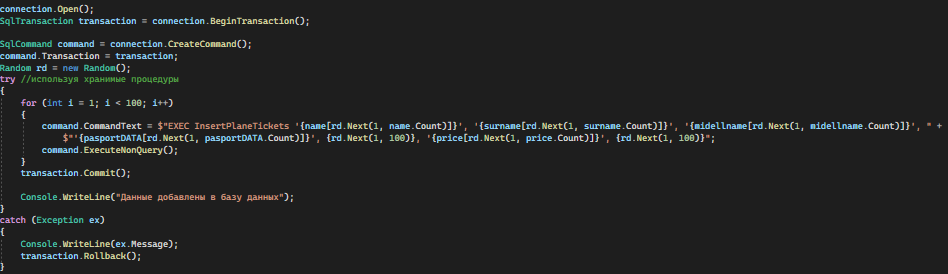 connection.Open();
SqlTransaction transaction = connection.BeginTransaction();
SqlCommand command = connection.CreateCommand();
command.Transaction = transaction;
Random rd = new Random();
try //используя хранимые процедуры
{
for (int i = 1; i < 100; i++)
{
command.CommandText = $"EXEC InsertPlaneTickets '{name[rd.Next(1, name.Count)]}', '{surname[rd.Next(1, surname.Count)]}', '{midellname[rd.Next(1, midellname.Count)]}', " +
$"'{pasportDATA[rd.Next(1, pasportDATA.Count)]}', {rd.Next(1, 100)}, '{price[rd.Next(1, price.Count)]}', {rd.Next(1, 100)}";
command.ExecuteNonQuery();
}
transaction.Commit();
Console.WriteLine("Данные добавлены в базу данных");
}
catch (Exception ex)
{
Console.WriteLine(ex.Message);
transaction.Rollback();
}